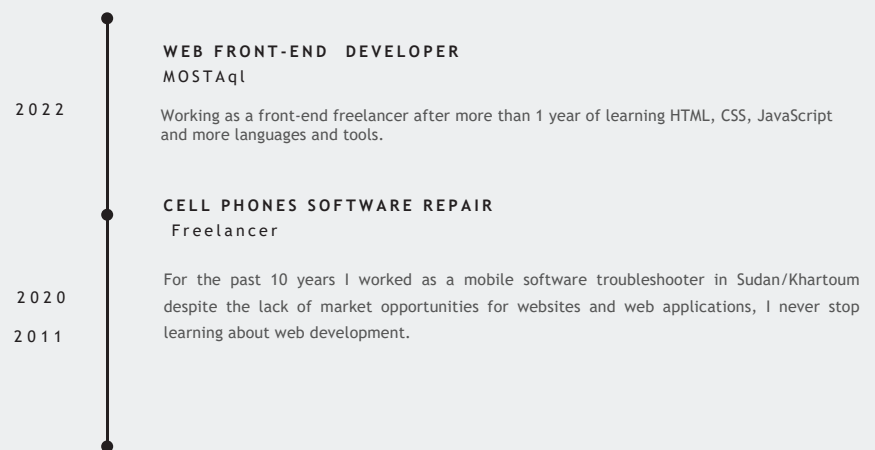 WEB FRONT-END DEVELOPER
MOSTAql
2022
Working as a front-end freelancer after more than 1 year of learning HTML, CSS, JavaScript
and more languages and tools.
CELL PHONES SOFTWARE REPAIR
Freelancer
For the past 10 years I worked as a mobile software troubleshooter in Sudan/Khartoum
2020
despite the lack of market opportunities for websites and web applications, I never stop
2011
learning about web development.